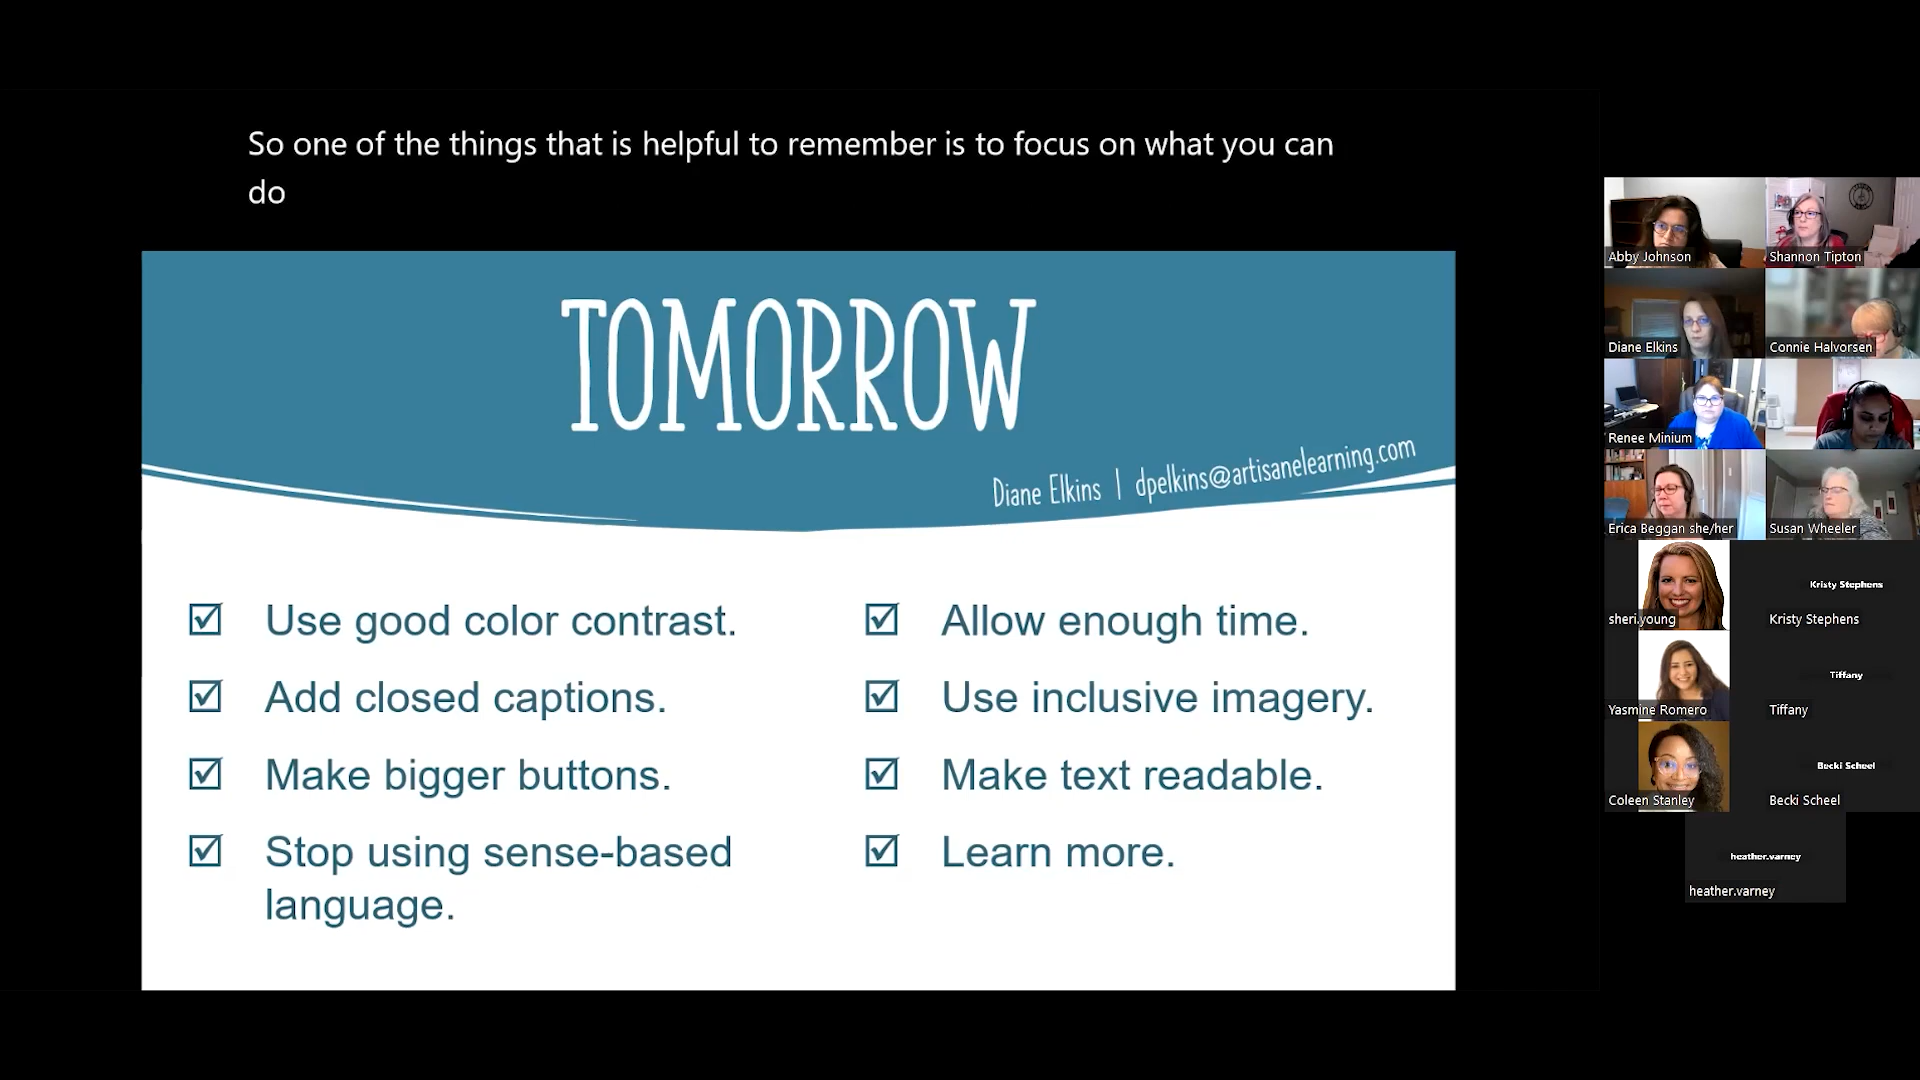 So one of the things that is helpful to remember is to focus on what you can
do
TOMORROW
Diane Elkins | dpelkins@artisanelearning.com
Use good color contrast.
Add closed captions.
Make bigger buttons.
Stop using sense-based
language.
Allow enough time.
Use inclusive imagery.
Make text readable.
Learn more.
Abby Johnson
Shannon Tipton
Diane Elkins
Connie Halvorsen
Renee Minium
Erica Beggan she/her
Susan Wheeler
sheri.young
Kristy Stephens
Kristy Stephens
Yasmine Romero
Tiffany
Tiffany
Coleen Stanley
Becki Scheel
Becki Scheel
heather.varney
heather.varney